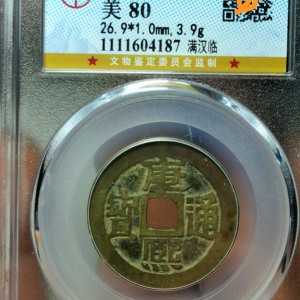 美 80
26.9*1.0mm,3.9g
1111604187 满汉临
★ 文物鉴定委员会监制 ★
康熙通寶